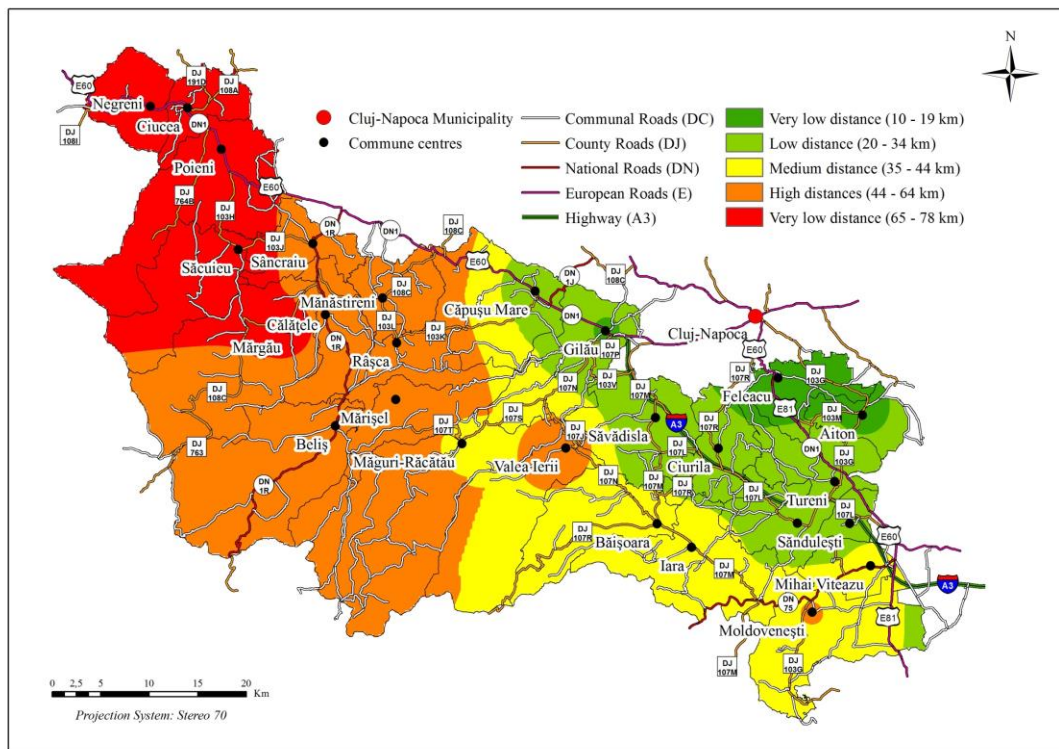 N
Cluj-Napoca Municipality
Commune centres
Communal Roads (DC)
County Roads (DJ)
National Roads (DN)
European Roads (E)
Highway (A3)
Very low distance (10 - 19 km)
Low distance (20 - 34 km)
Medium distance (35 - 44 km)
High distances (44 - 64 km)
Very low distance (65 - 78 km)
E60
DJ
191D
DJ
108A
Negreni
Ciucea
DN1
DJ
108I
Poieni
E60
DJ
764B
DJ
103H
DN
1R
DN1
DJ
108C
DJ
103J
Săcuieu
Sâncraiu
E60
DN
1J
DJ
108C
Mănăstireni
DJ
108C
Căpușu Mare
DN1
Călățele
DJ
103L
DJ
103K
Cluj-Napoca
Mărgău
DN
1R
Râșca
Gilău
DJ
107P
E60
DJ
107N
DJ
103V
DJ
107M
DJ
107R
DJ
103G
Feleacu
E81
DJ
108C
Mărișel
DJ
107T
DJ
107S
DJ
107J
Săvădisla
A3
DJ
107R
DJ
103M
Aiton
DJ
763
Beliș
Măguri-Răcătău
Valea Ierii
DJ
107L
Ciurila
DN1
DJ
103G
DN
1R
DJ
107N
DJ
107M
DJ
107R
DJ
107L
Tureni
DJ
107L
DJ
107R
Băișoara
Săndulești
E60
Iara
DJ
107M
Mihai Viteazu
A3
DN
75
Moldovenești
E81
DJ
107M
DJ
103G
0 2,5 5 10 15 20
Km
Projection System: Stereo 70